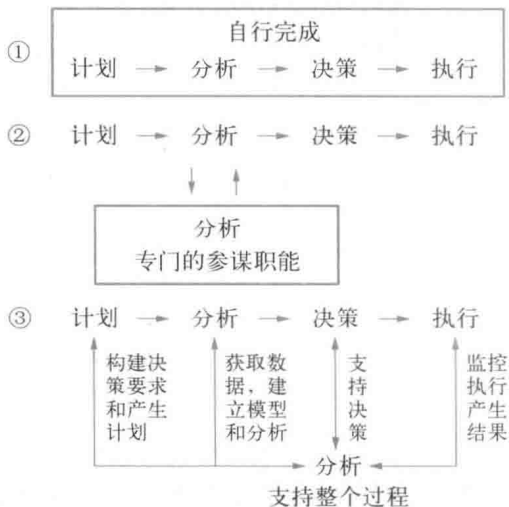 自行完成
① 计划 → 分析 → 决策 → 执行
② 计划 → 分析 → 决策 → 执行
分析
专门的参谋职能
③ 计划 → 分析 → 决策 → 执行
构建决
策要求
和产生
计划
获取数
据，建
立模型
和分析
支
持
决
策
监控
执行
产生
结果
分析
支持整个过程